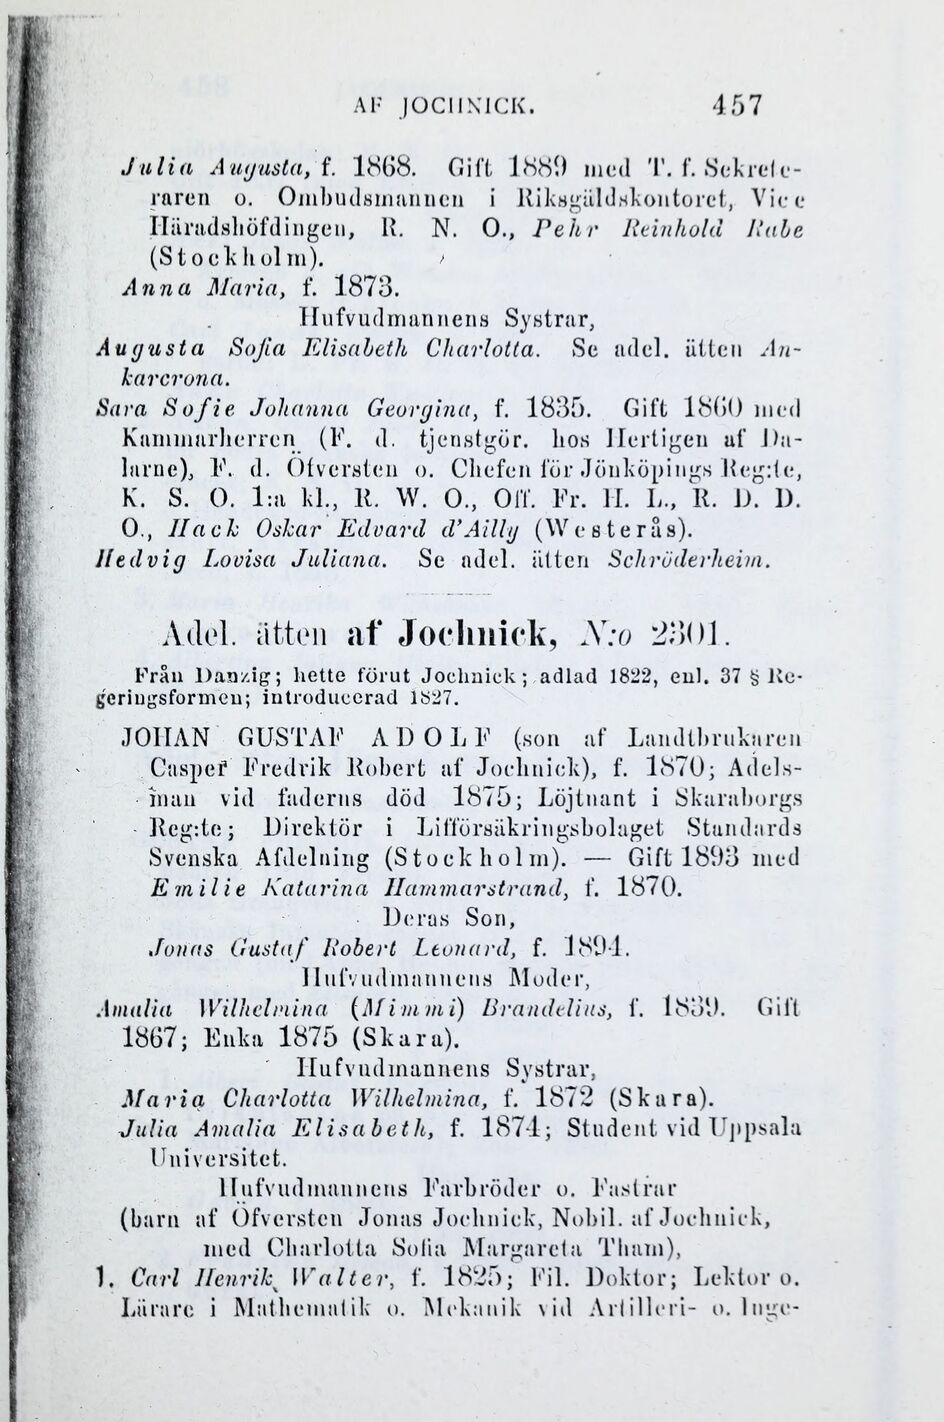 AF JOCHNICK. 457
Julia Augusta, f. 1868. Gift 1889 med T. f. Sekrete-
raren o. Ombudsmannen i Riksgäldskontoret, Vice
Häradshöfdingen, R. N. O., Pehr Reinhold Rabe
(Stockholm).
Anna Maria, f. 1873.
Hufvudmannens Systrar,
Augusta Sofia Elisabeth Charlotta. Se adel. ätten An-
karcrona.
Sara Sofie Johanna Georgina, f. 1835. Gift 1860 med
Kammarherren (F. d. tjenstgör. hos Hertigen af Da-
larne), F. d. Öfversten o. Chefen för Jönköpings Reg:te,
K. S. O. 1:a kl., R. W. O., Off. Fr. H. L., R. D. D.
O., Hack Oskar Edvard d'Ailly (Westerås).
Hedvig Lovisa Juliana. Se adel. ätten Schröderheim.
Adel. ätten af Jochnick, N:o 2301.
Från Danzig; hette förut Jochnick; adlad 1822, enl. 37 § Re-
geringsformen; introducerad 1827.
JOHAN GUSTAF ADOLF (son af Landtbrukaren
Casper Fredrik Robert af Jochnick), f. 1870; Adels-
man vid faderns död 1875; Löjtnant i Skaraborgs
Reg:te; Direktör i Lifförsäkringsbolaget Standards
Svenska Afdelning (Stockholm). — Gift 1893 med
Emilie Katarina Hammarstrand, f. 1870.
Deras Son,
Jonas Gustaf Robert Leonard, f. 1894.
Hufvudmannens Moder,
Amalia Wilhelmina (Mimmi) Brandelius, f. 1839. Gift
1867; Enka 1875 (Skara).
Hufvudmannens Systrar,
Maria Charlotta Wilhelmina, f. 1872 (Skara).
Julia Amalia Elisabeth, f. 1874; Student vid Uppsala
Universitet.
Hufvudmannens Farbröder o. Fastrar
(barn af Öfversten Jonas Jochnick, Nobil. af Jochnick,
med Charlotta Sofia Margareta Tham),
1. Carl Henrik Walter, f. 1825; Fil. Doktor; Lektor o.
Lärare i Mathematik o. Mekanik vid Artilleri- o. Inge-